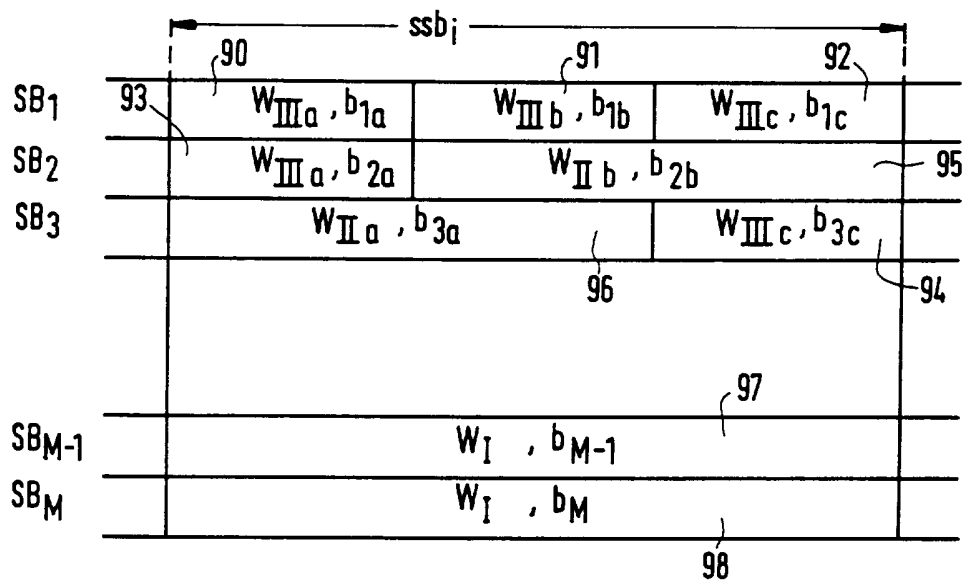 ssb_i
90 91 92
SB_1 W_IIIa, b_1a W_IIIb, b_1b W_IIIc, b_1c
93
SB_2 W_IIIa, b_2a W_IIb, b_2b 95
SB_3 W_IIa, b_3a W_IIIc, b_3c
96 94
97
SB_M-1 W_I, b_M-1
SB_M W_I, b_M
98